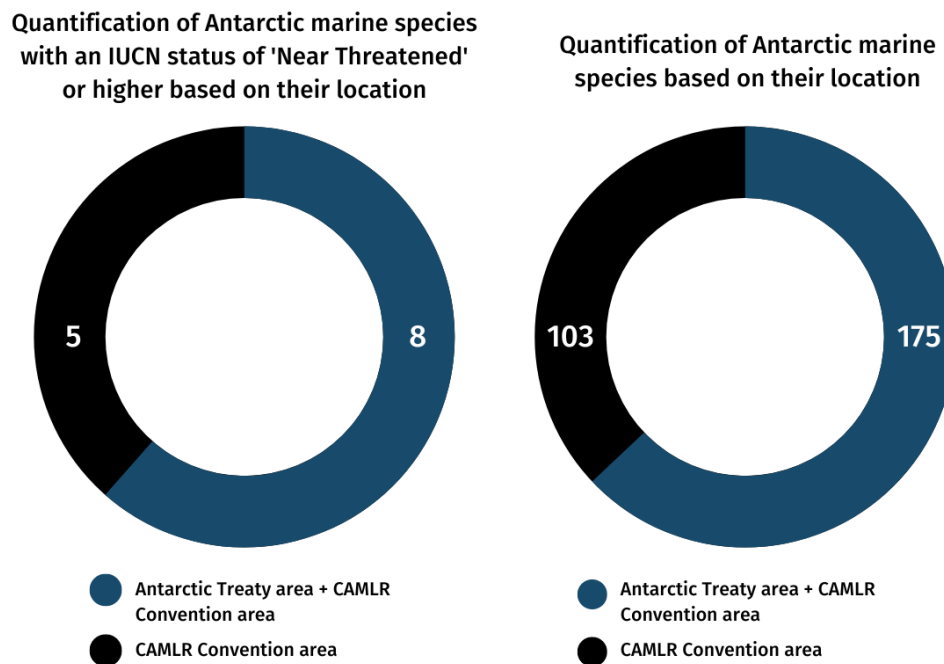 Quantification of Antarctic marine species
with an IUCN status of 'Near Threatened'
or higher based on their location
5
8
Antarctic Treaty area + CAMLR
Convention area
CAMLR Convention area
Quantification of Antarctic marine
species based on their location
103
175
Antarctic Treaty area + CAMLR
Convention area
CAMLR Convention area